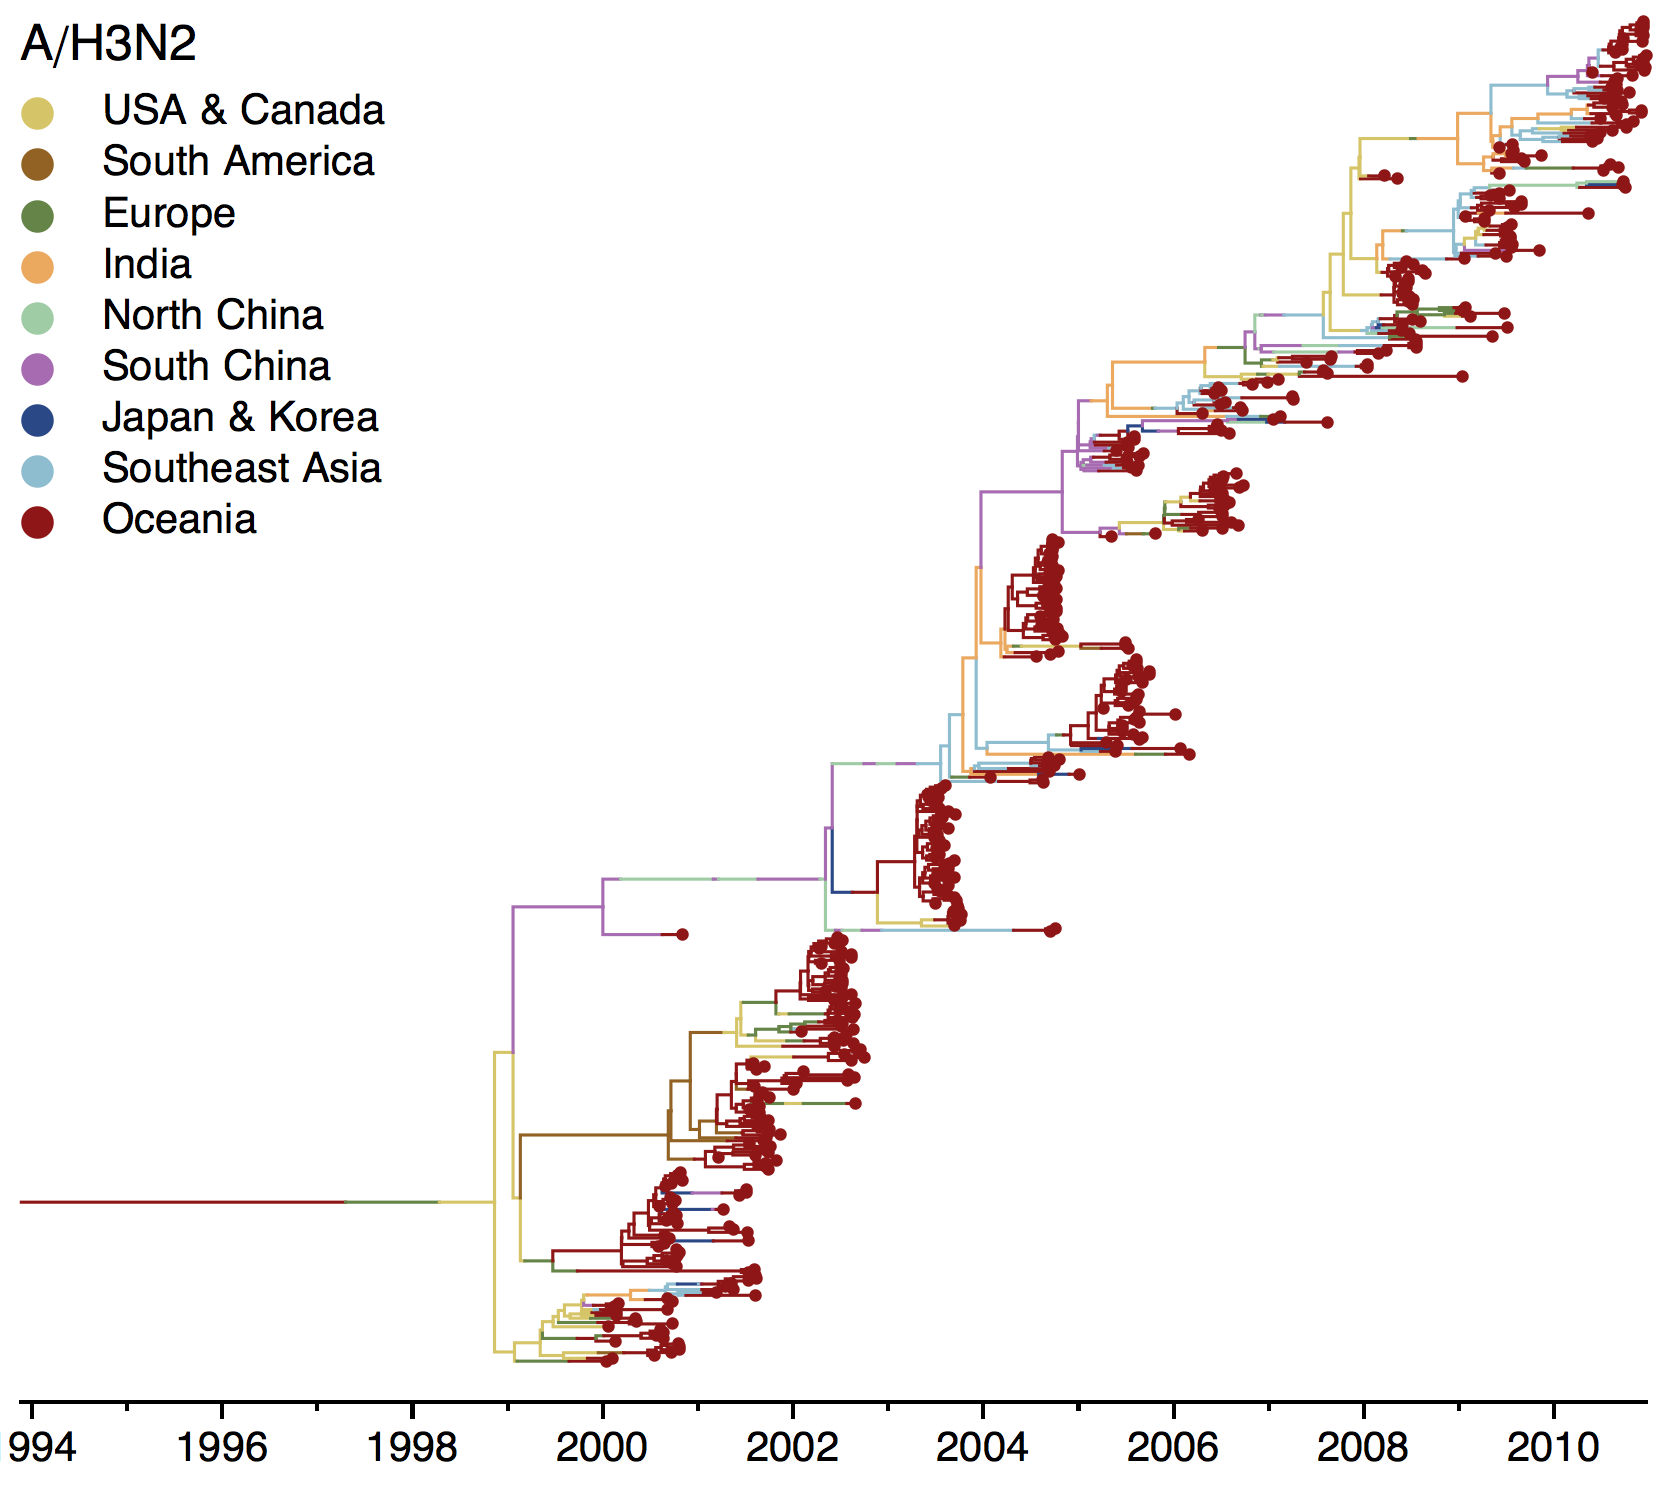 A/H3N2
USA & Canada
South America
Europe
India
North China
South China
Japan & Korea
Southeast Asia
Oceania
994 1996 1998 2000 2002 2004 2006 2008 2010